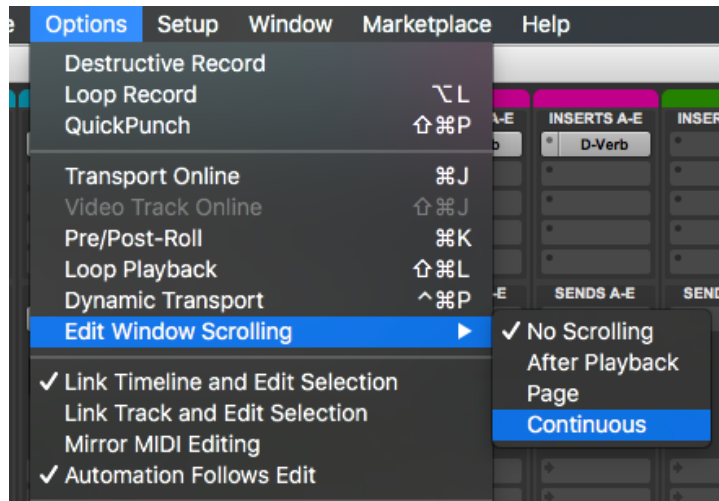 Options Setup Window Marketplace Help
Destructive Record
Loop Record ⌥L
QuickPunch ⇧⌘P
Transport Online ⌘J
Video Track Online ⇧⌘J
Pre/Post-Roll ⌘K
Loop Playback ⇧⌘L
Dynamic Transport ^⌘P
Edit Window Scrolling ▶
✓ Link Timeline and Edit Selection
Link Track and Edit Selection
Mirror MIDI Editing
✓ Automation Follows Edit
A-E INSERTS A-E
D-Verb
-E SENDS A-E
✓ No Scrolling
After Playback
Page
Continuous